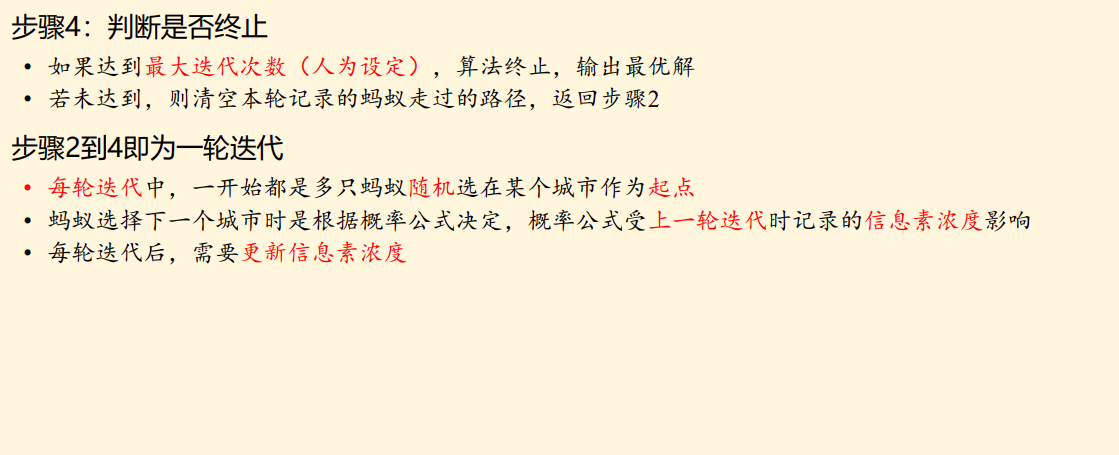 步骤4：判断是否终止
• 如果达到最大迭代次数（人为设定），算法终止，输出最优解
• 若未达到，则清空本轮记录的蚂蚁走过的路径，返回步骤2
步骤2到4即为一轮迭代
• 每轮迭代中，一开始都是多只蚂蚁随机选在某个城市作为起点
• 蚂蚁选择下一个城市时是根据概率公式决定，概率公式受上一轮迭代时记录的信息素浓度影响
• 每轮迭代后，需要更新信息素浓度